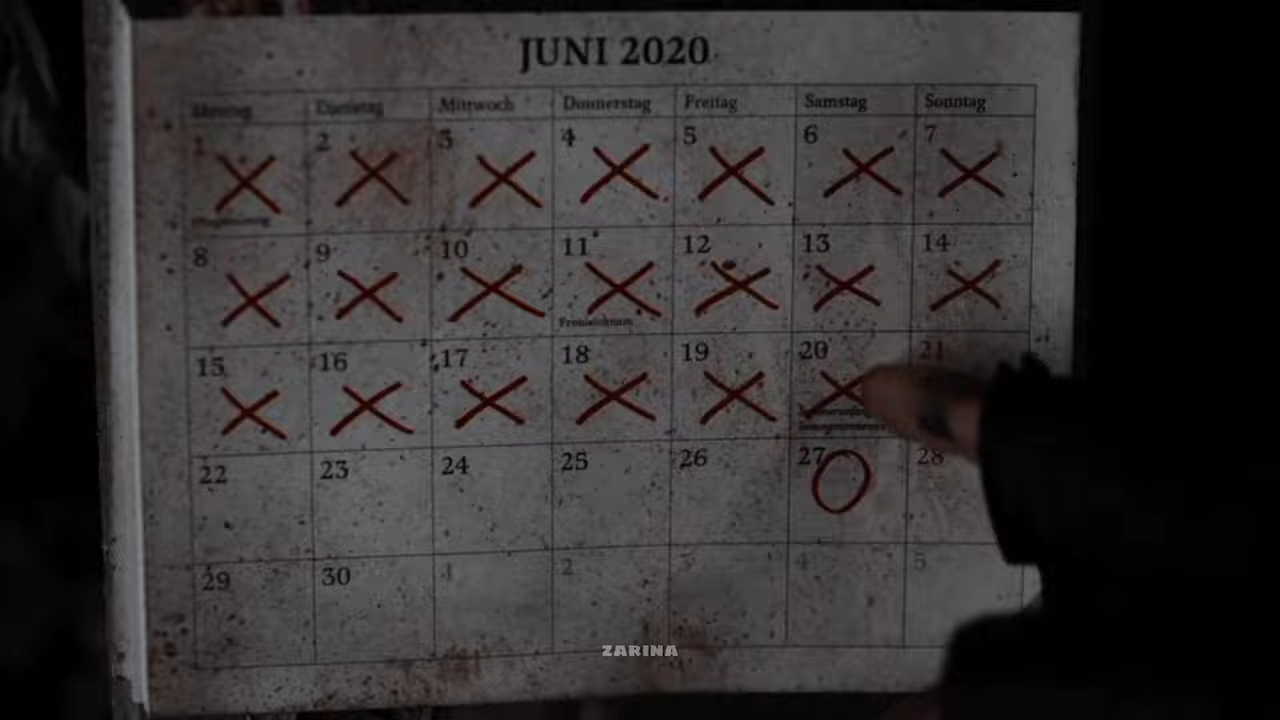 JUNI 2020
Montag Dienstag Mittwoch Donnerstag Freitag Samstag Sonntag
1 2 3 4 5 6 7
8 9 10 11 12 13 14
Fronleichnam
15 16 17 18 19 20 21
22 23 24 25 26 27 28
29 30 1 2 3 4 5
ZARINA